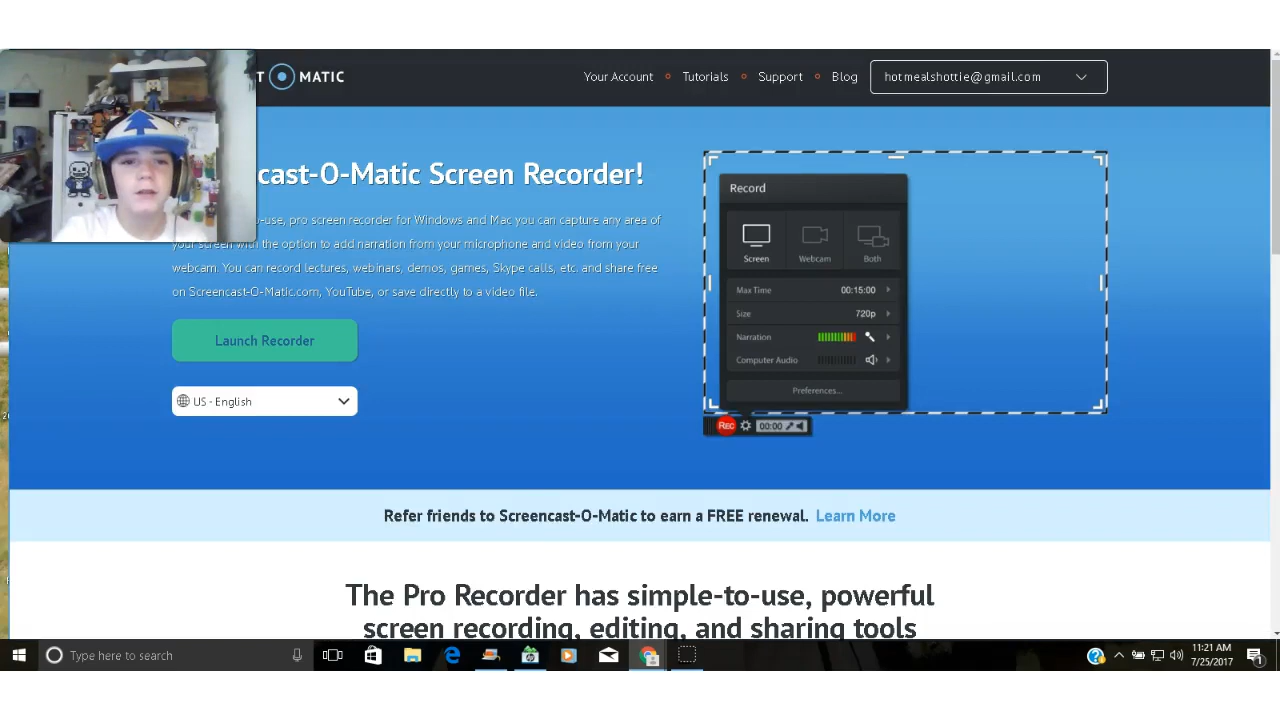 T MATIC
Your Account
Tutorials
Support
Blog
hotmealshottie@gmail.com
cast-O-Matic Screen Recorder!
-use, pro screen recorder for Windows and Mac you can capture any area of
your screen with the option to add narration from your microphone and video from your
webcam. You can record lectures, webinars, demos, games, Skype calls, etc. and share free
on Screencast-O-Matic.com, YouTube, or save directly to a video file.
Launch Recorder
US - English
Record
Screen
Webcam
Both
Max Time 00:15:00
Size 720p
Narration
Computer Audio
Preferences...
REC 00:00
Refer friends to Screencast-O-Matic to earn a FREE renewal. Learn More
The Pro Recorder has simple-to-use, powerful
screen recording, editing, and sharing tools
Type here to search
11:21 AM
7/25/2017
1